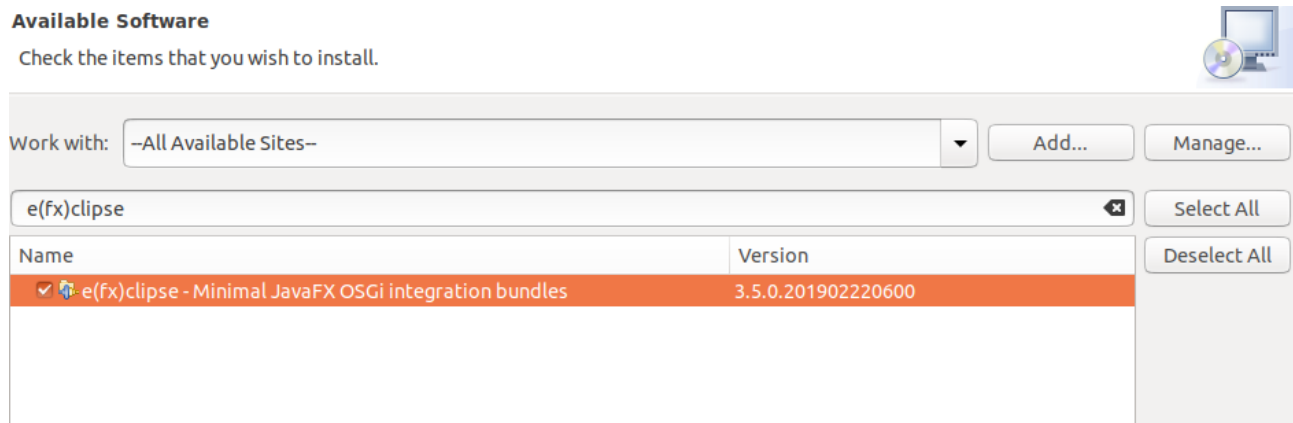 Available Software
Check the items that you wish to install.
Work with: --All Available Sites-- Add... Manage...
e(fx)clipse Select All
Name Version Deselect All
e(fx)clipse - Minimal JavaFX OSGi integration bundles 3.5.0.201902220600